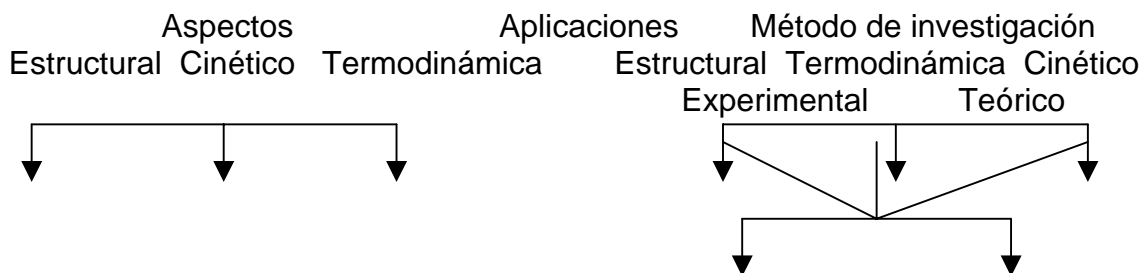 Aspectos Aplicaciones Método de investigación
Estructural Cinético Termodinámica Estructural Termodinámica Cinético
Experimental Teórico